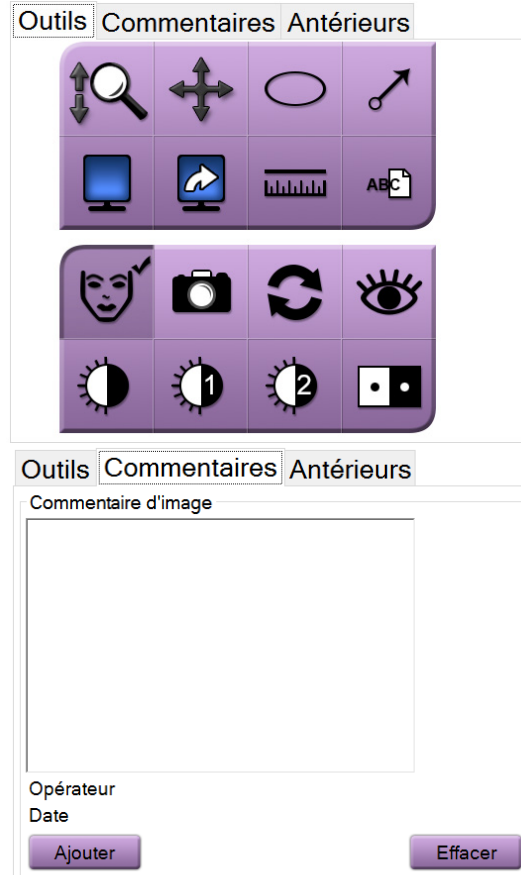 Outils Commentaires Antérieurs
ABC
1 2
Outils Commentaires Antérieurs
Commentaire d'image
Opérateur
Date
Ajouter Effacer